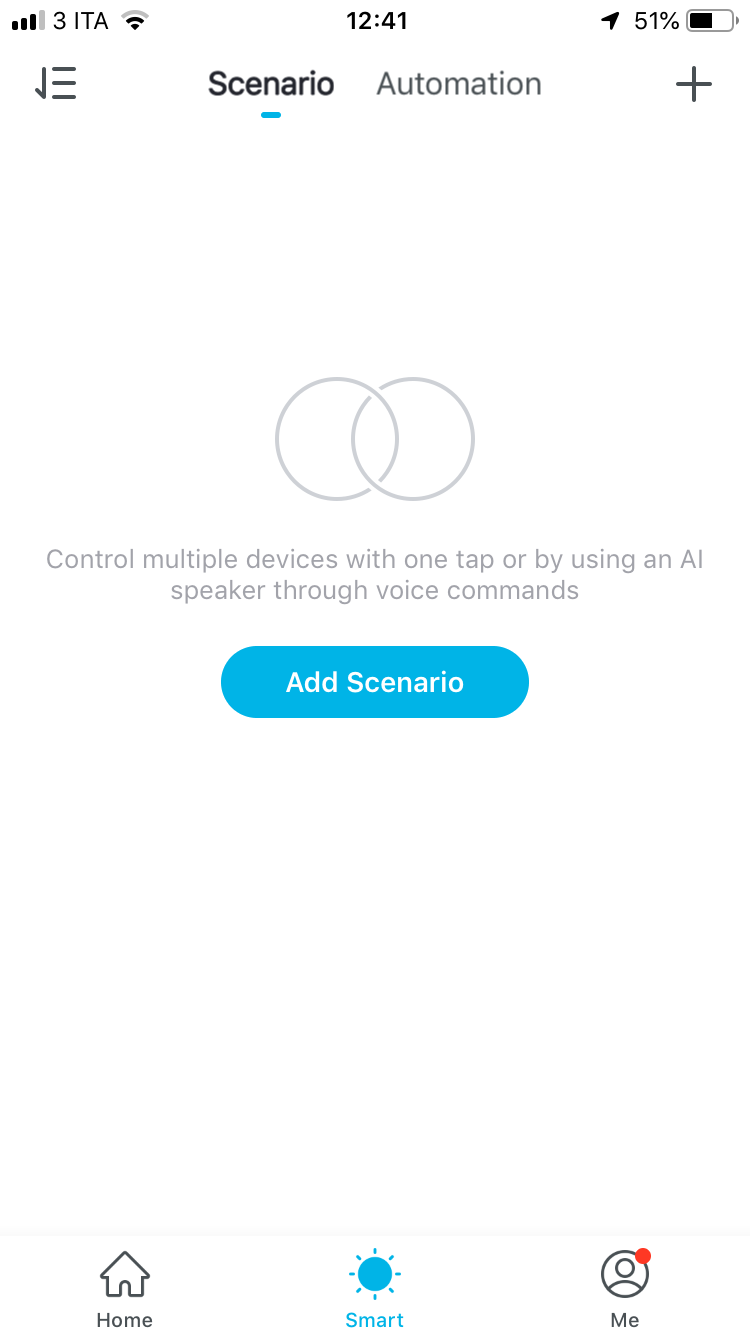 3 ITA 12:41 51%
Scenario Automation
Control multiple devices with one tap or by using an AI
speaker through voice commands
Add Scenario
Home Smart Me